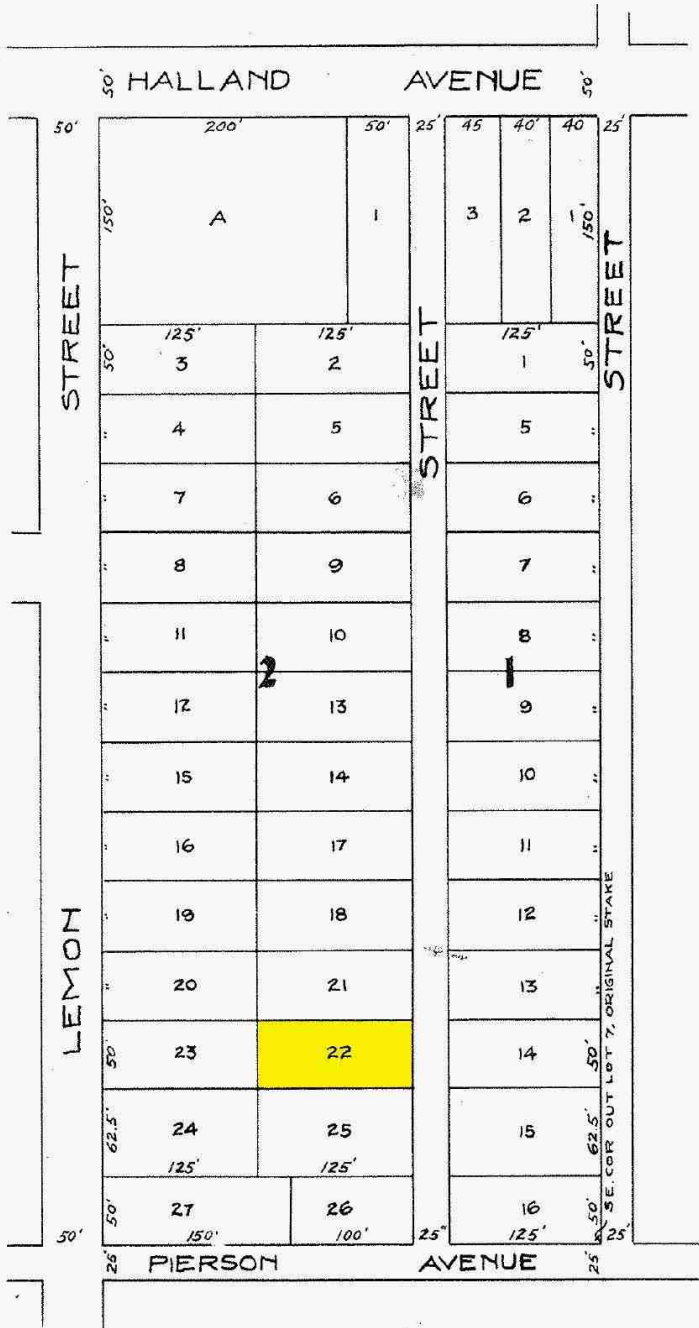 50' HALLAND AVENUE 50'
50' 200' 50' 25' 45 40' 40 25'
150' A 1 3 2 1 150'
STREET
STREET
STREET
125' 125' 125'
50' 3 2 1 50'
" 4 5 5 "
" 7 6 6 "
" 8 9 7 "
" 11 10 8 "
2 1
" 12 13 9 "
" 15 14 10 "
" 16 17 11 "
" 19 18 12 "
LEMON
" 20 21 13 "
50' 23 22 14 50'
62.5' 24 25 15 62.5'
125' 125'
50' 27 26 16 50'
S.E. COR OUT LOT 7, ORIGINAL STAKE
50' 150' 100' 25" 125' 25'
25' PIERSON AVENUE 25'